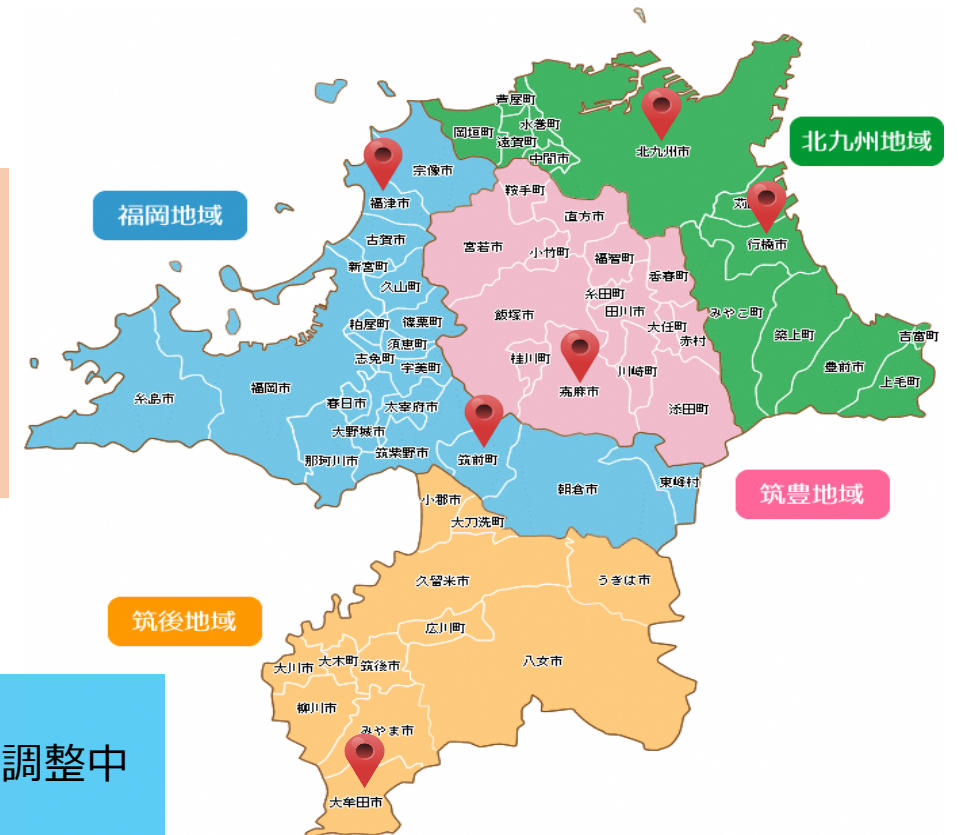 芦屋町
水巻町
岡垣町
遠賀町
中間市
北九州市
北九州地域
宗像市
鞍手町
福津市
福岡地域
直方市
苅
行橋市
古賀市
宮若市
小竹町
福智町
新宮町
香春町
久山町
糸田町
田川市
みやこ町
飯塚市
粕屋町
篠栗町
大任町
赤村
築上町
吉富町
須恵町
志免町
宇美町
桂川町
川崎町
豊前市
上毛町
福岡市
糸島市
嘉麻市
春日市
太宰府市
添田町
大野城市
筑紫野市
那珂川市
筑前町
朝倉市
東峰村
筑豊地域
小郡市
大刀洗町
久留米市
うきは市
筑後地域
広川町
八女市
大川市
大木町
筑後市
柳川市
みやま市
調整中
大牟田市